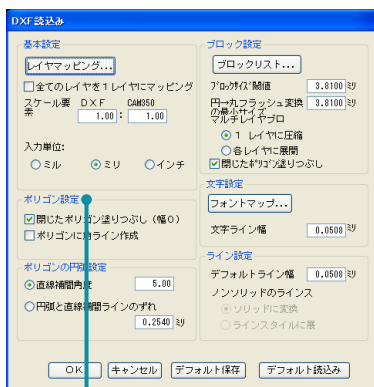 DXF読込み
基本設定
レイヤマッピング...
全てのレイヤを1レイヤにマッピング
スケール要素
DXF CAM350
1.00 : 1.00
入力単位:
ミル ミリ インチ
ポリゴン設定
閉じたポリゴン塗りつぶし(幅0)
ポリゴンに ライン作成
ポリゴンの円弧設定
直線補間角度 5.00
円弧と直線補間ラインのずれ
0.2540 ミリ
ブロック設定
ブロックリスト...
ブロックサイズ閾値 3.8100 ミリ
円→丸フラッシュ変換の最小サイズ 3.8100 ミリ
マルチレイヤブロ
1 レイヤに圧縮
各レイヤに展開
閉じたポリゴン塗りつぶし
文字設定
フォントマップ...
文字ライン幅 0.0508 ミリ
ライン設定
デフォルトライン幅 0.0508 ミリ
ノンソリッドのラインス
ソリッドに変換
ラインスタイルに展
OK キャンセル デフォルト保存 デフォルト読込み